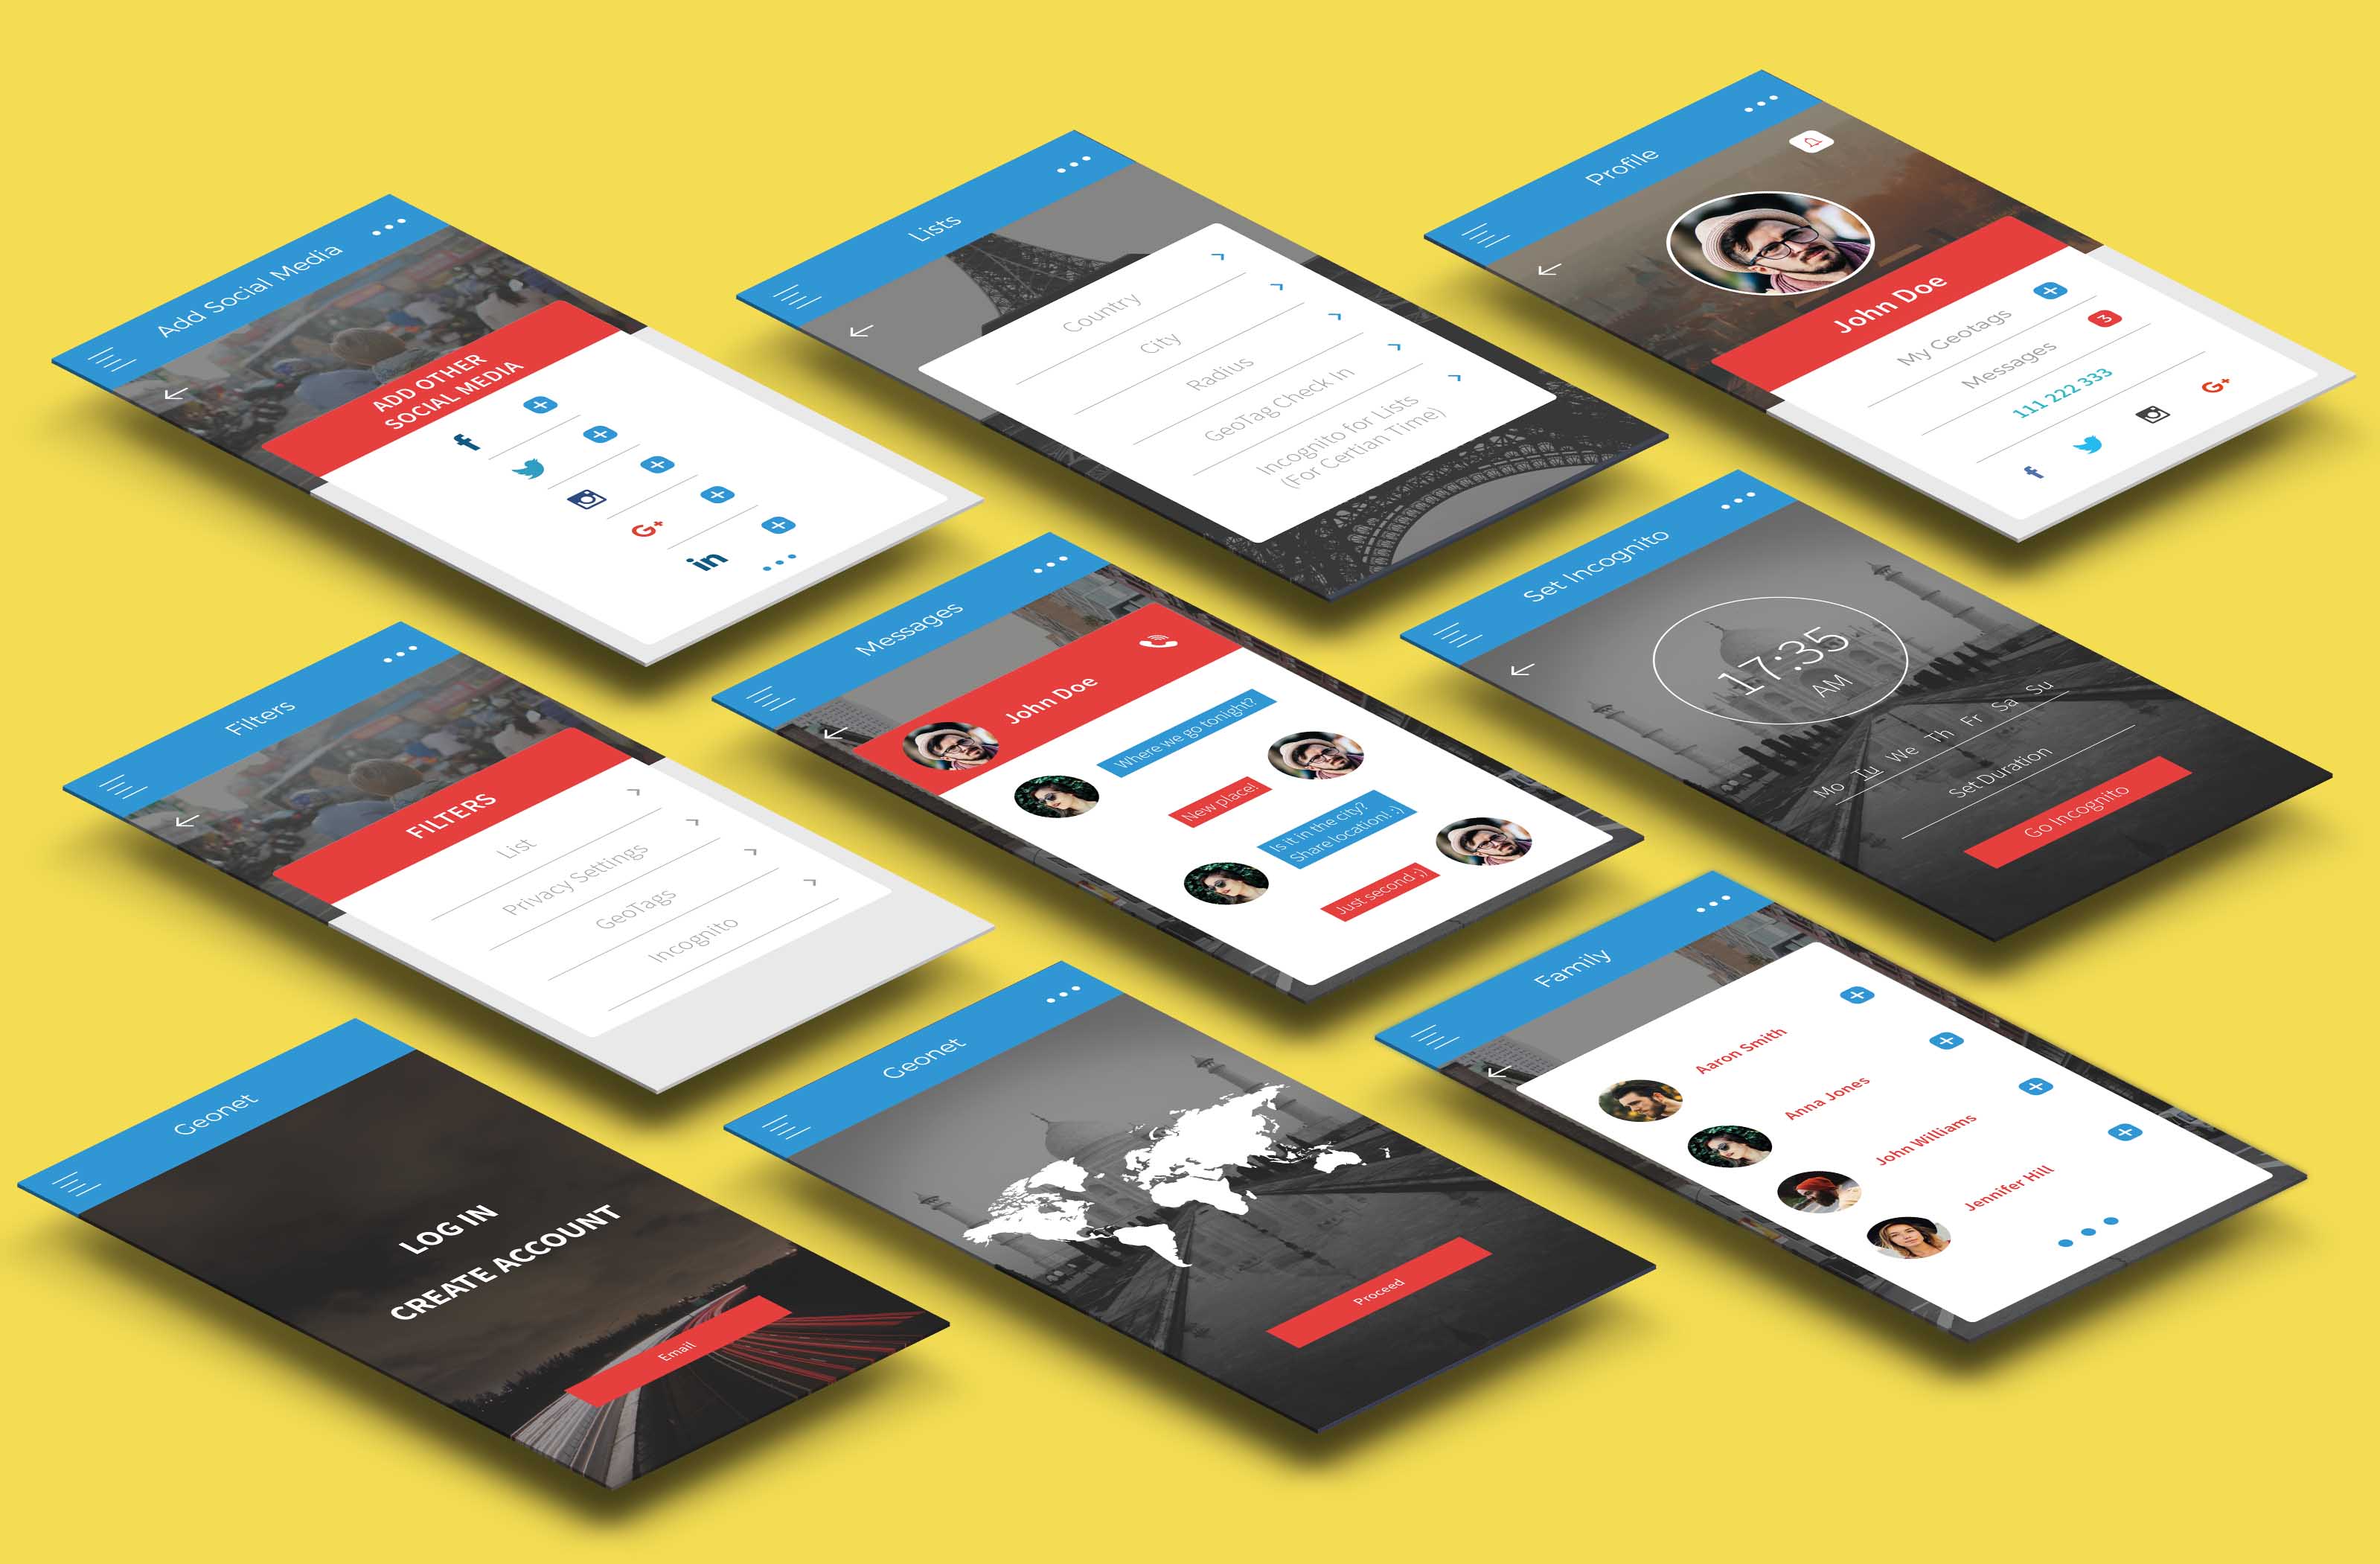 Add Social Media
ADD OTHER
SOCIAL MEDIA
f
G+
in
Lists
Country
City
Radius
GeoTag Check In
Incognito for Lists
(For Certian Time)
Profile
John Doe
My Geotags
Messages
3
111 222 333
f
G+
Filters
FILTERS
List
Privacy Settings
GeoTags
Incognito
Messages
John Doe
Where we go tonight?
New place!
Is it in the city?
Share location! :)
Just second ;)
Set Incognito
17:35
AM
Mo Tu We Th Fr Sa Su
Set Duration
Go Incognito
Geonet
LOG IN
CREATE ACCOUNT
Email
Geonet
Proceed
Family
Aaron Smith
Anna Jones
John Williams
Jennifer Hill